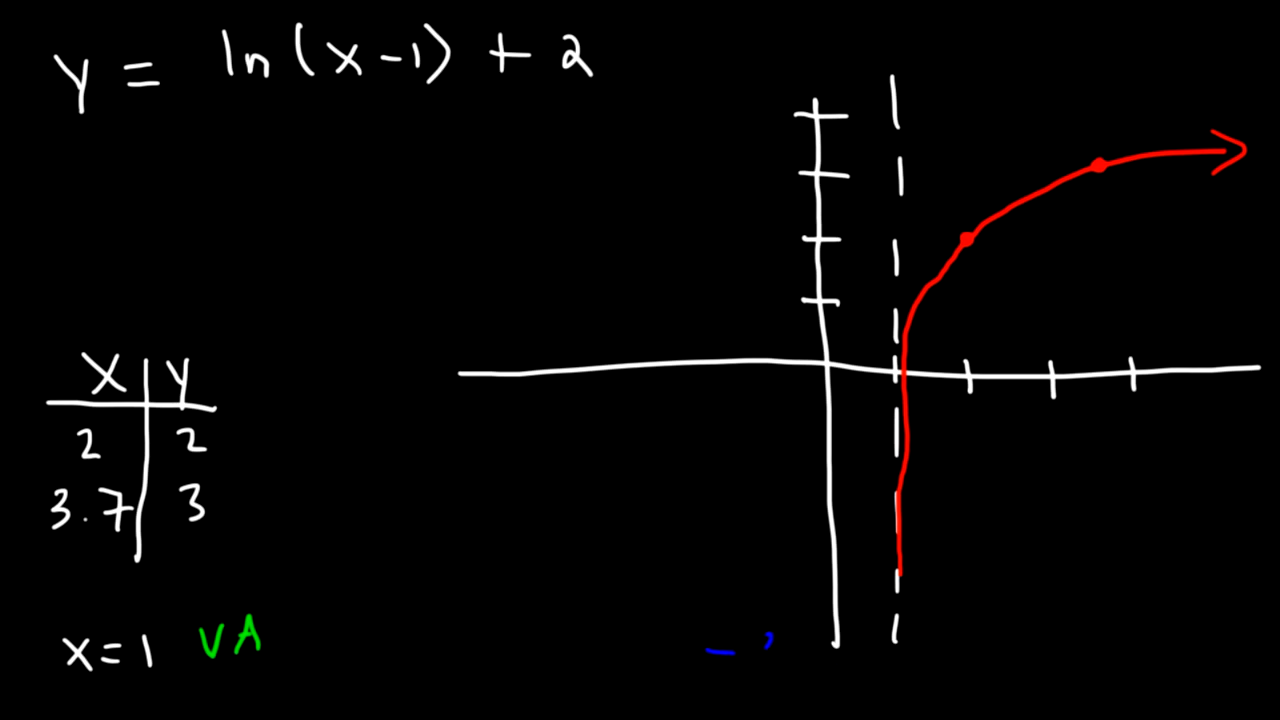 y = ln(x-1) + 2
X y
2 2
3.7 3
x=1 VA